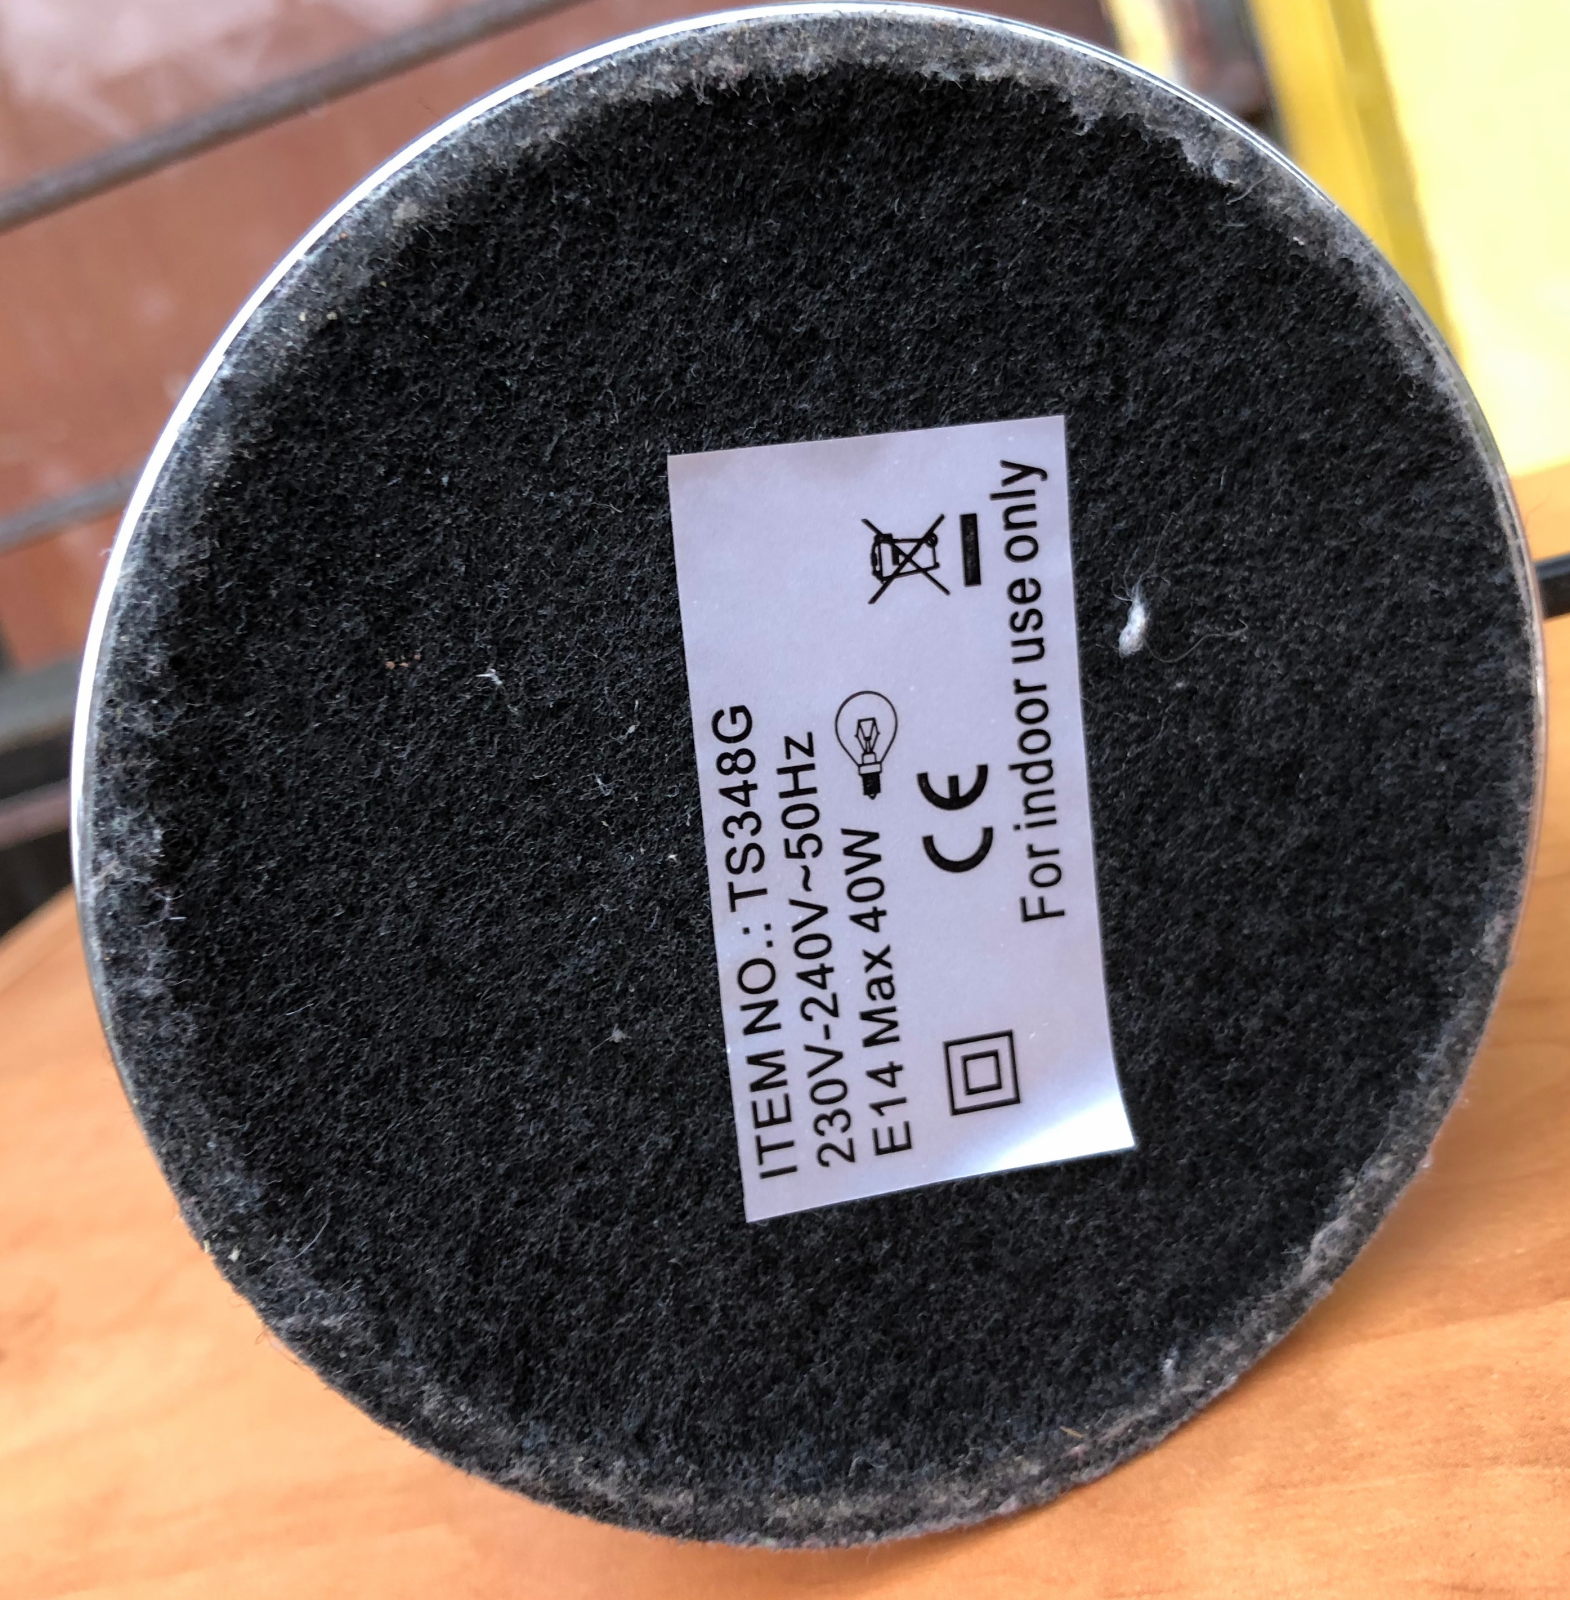 ITEM NO.: TS348G
230V-240V~50Hz
E14 Max 40W
CE
For indoor use only